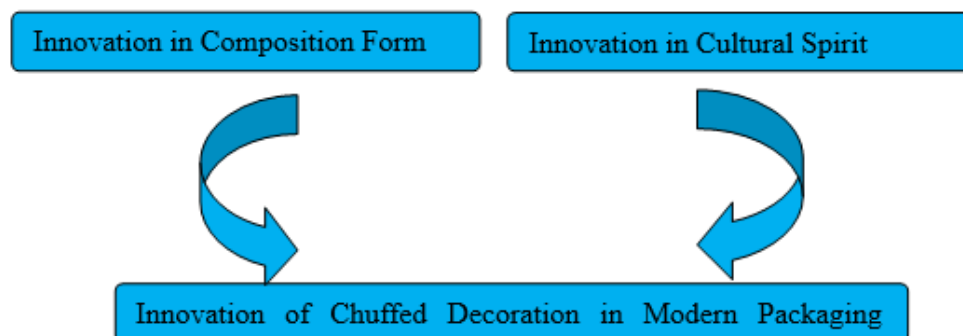 Innovation in Composition Form
Innovation in Cultural Spirit
Innovation of Chuffed Decoration in Modern Packaging